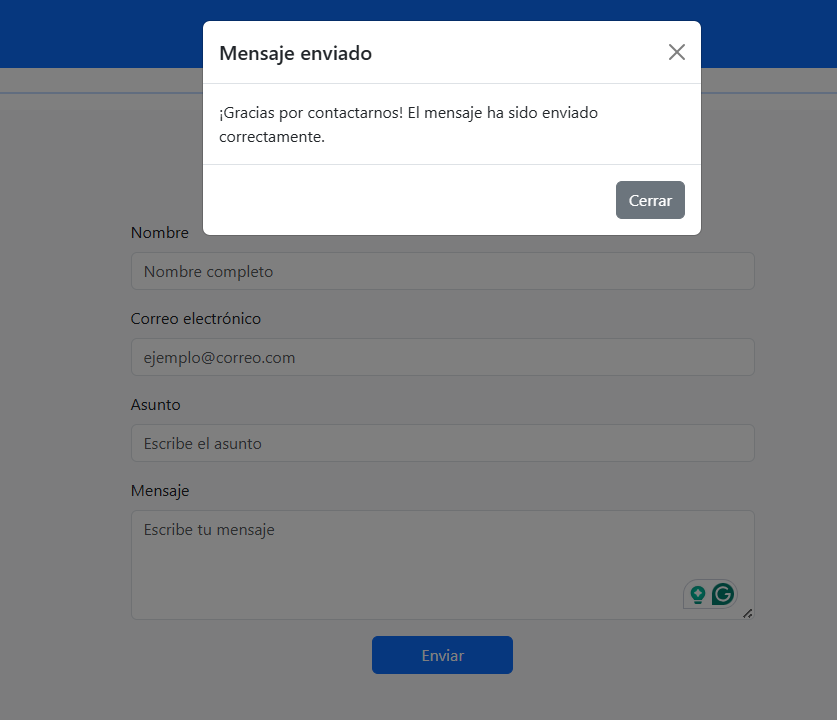 Mensaje enviado
¡Gracias por contactarnos! El mensaje ha sido enviado
correctamente.
Cerrar
Nombre
Nombre completo
Correo electrónico
ejemplo@correo.com
Asunto
Escribe el asunto
Mensaje
Escribe tu mensaje
Enviar